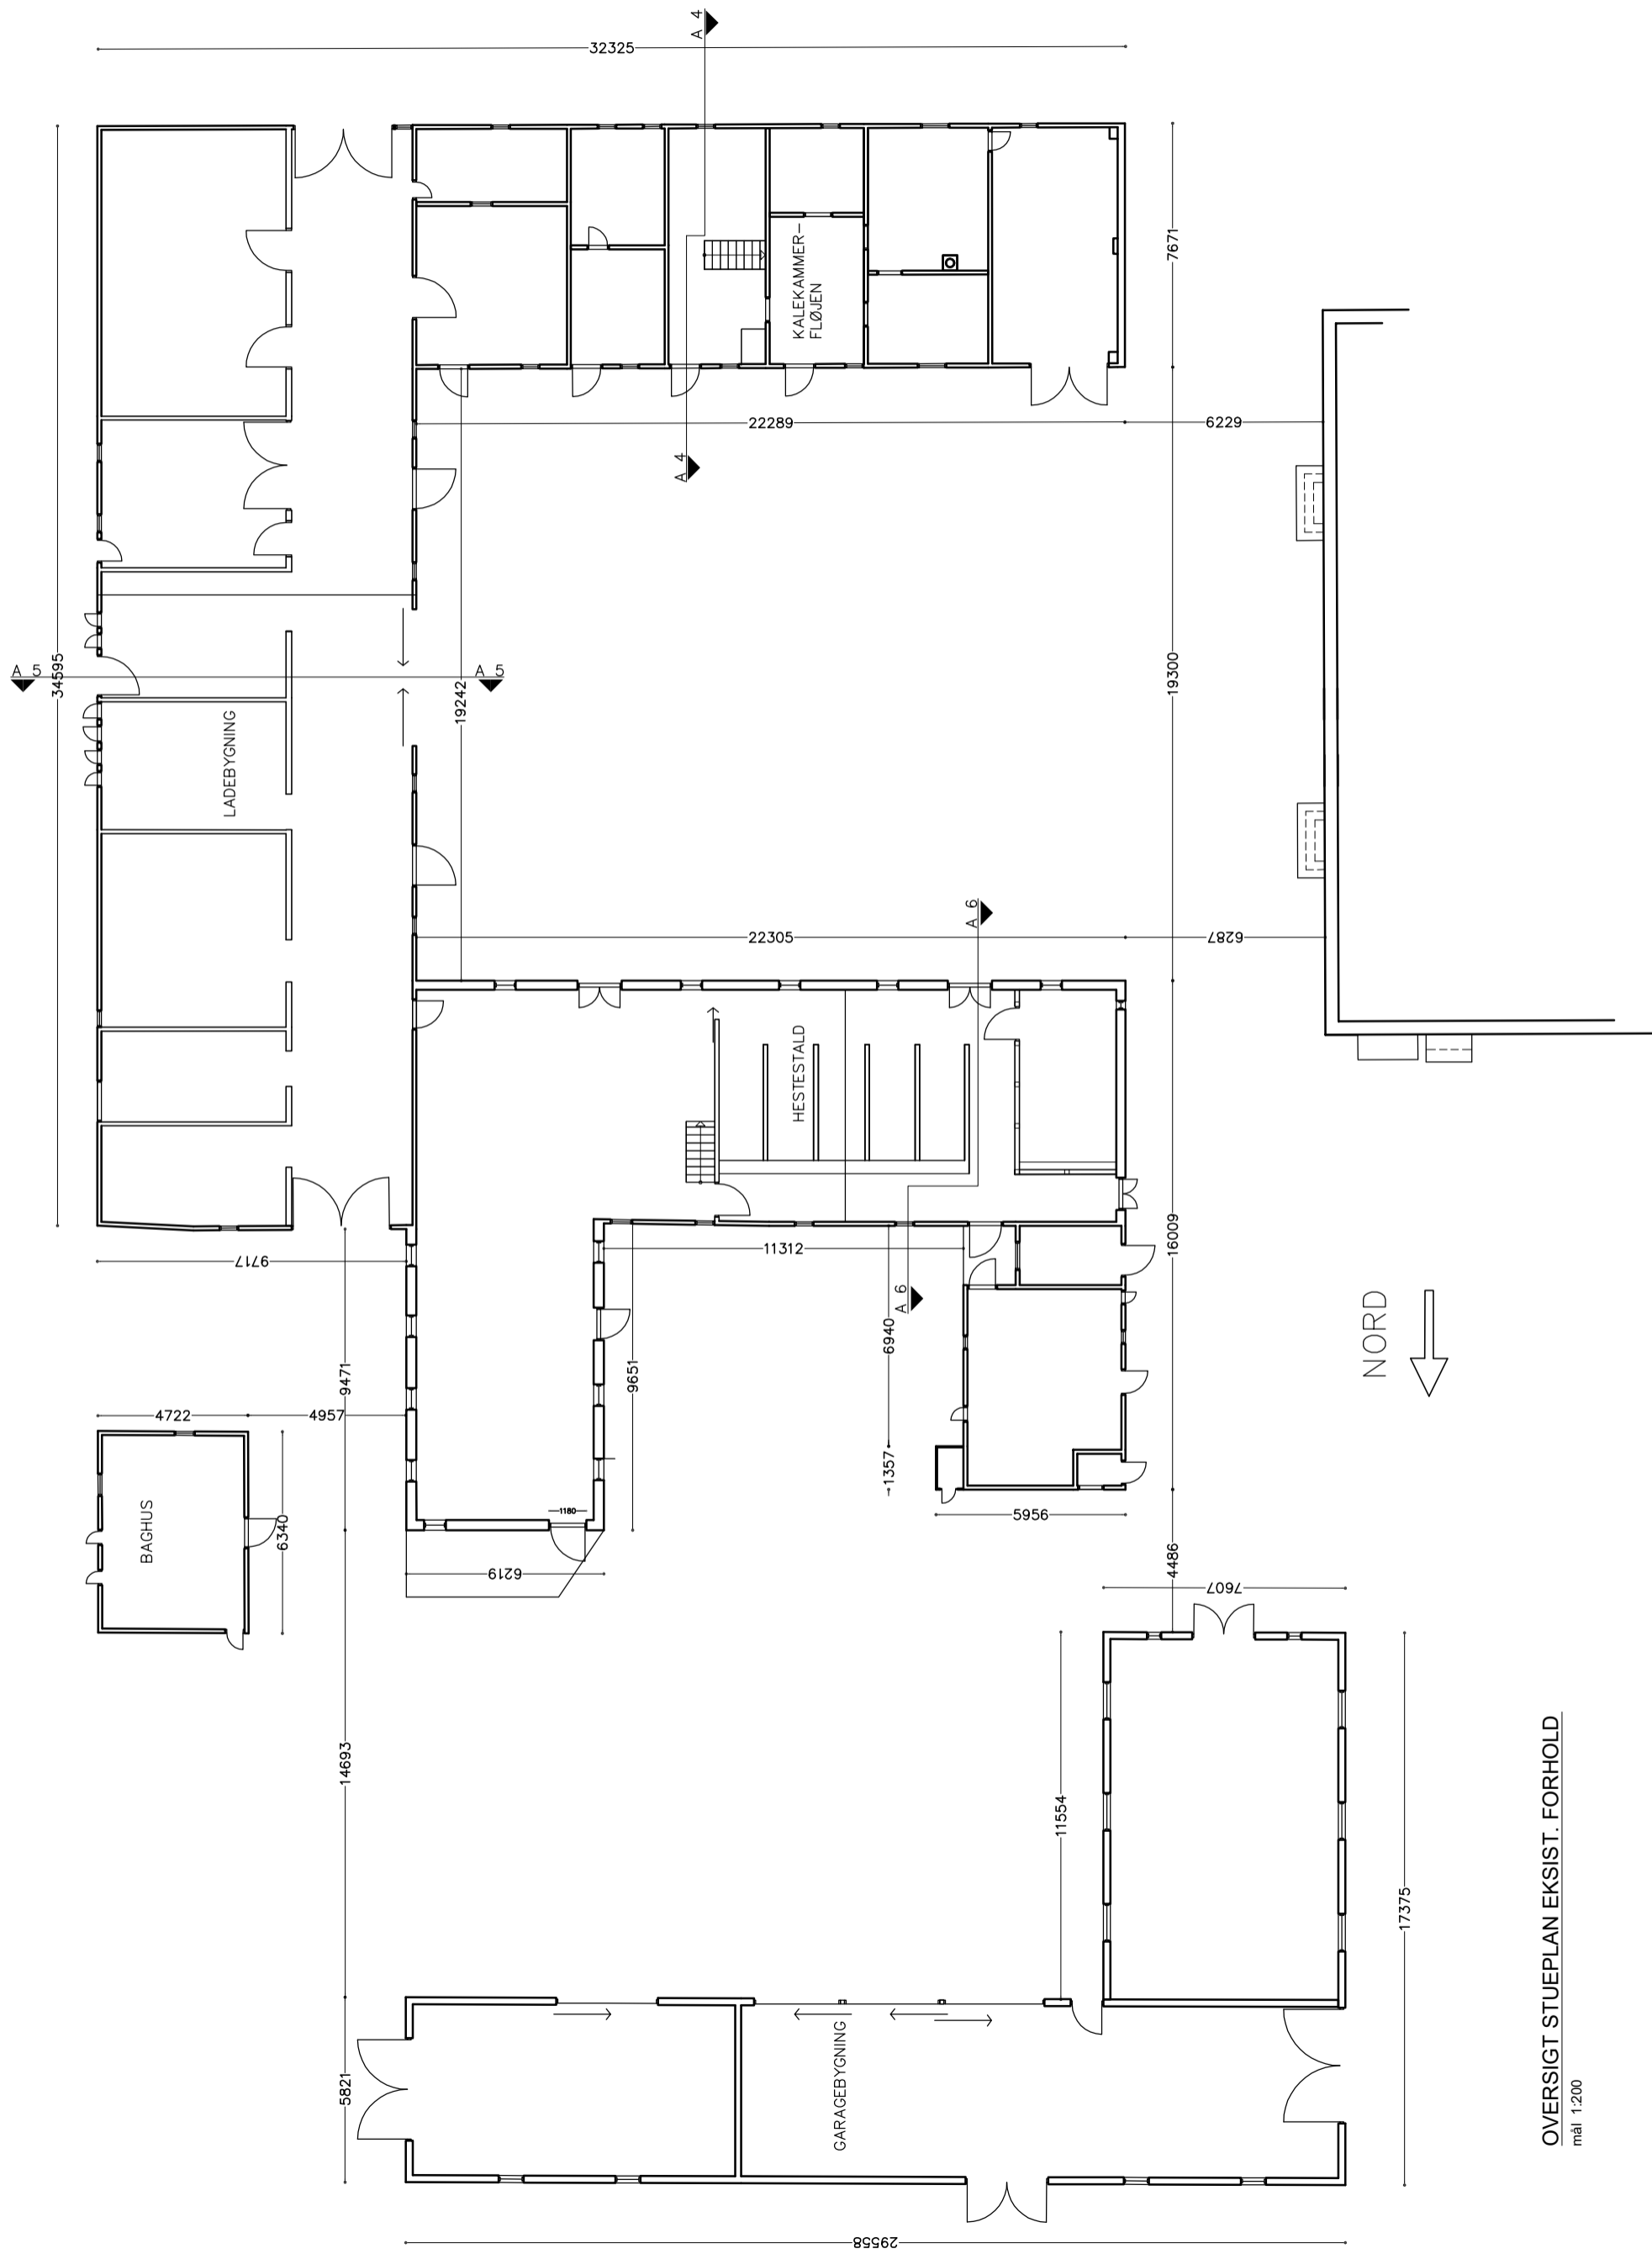 32325
A 4
34595
7671
KALEKAMMER-
FLØJEN
22289
6229
A 4
A 5
A 5
19242
19300
LADEBYGNING
A 6
22305
6287
HESTESTALD
9717
11312
16009
A 6
6940
9471
9651
NORD
4722
4957
1357
BAGHUS
6340
1180
5956
4486
6219
7607
14693
11554
17375
5821
GARAGEBYGNING
29558
OVERSIGT STUEPLAN EKSIST. FORHOLD
mål 1:200